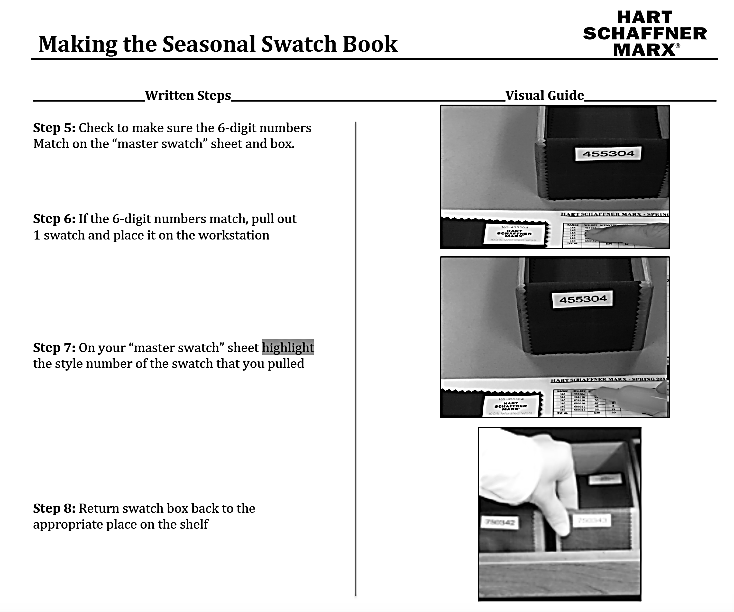 Making the Seasonal Swatch Book
HART
SCHAFFNER
MARX®
Written Steps
Visual Guide
Step 5: Check to make sure the 6-digit numbers
Match on the “master swatch” sheet and box.
Step 6: If the 6-digit numbers match, pull out
1 swatch and place it on the workstation
Step 7: On your “master swatch” sheet highlight
the style number of the swatch that you pulled
Step 8: Return swatch box back to the
appropriate place on the shelf
455304
HART SCHAFFNER MARX - SPRING
HART
SCHAFFNER
MARX
455304
HART SCHAFFNER MARX - SPRING
HART
SCHAFFNER
MARX
750342
750343